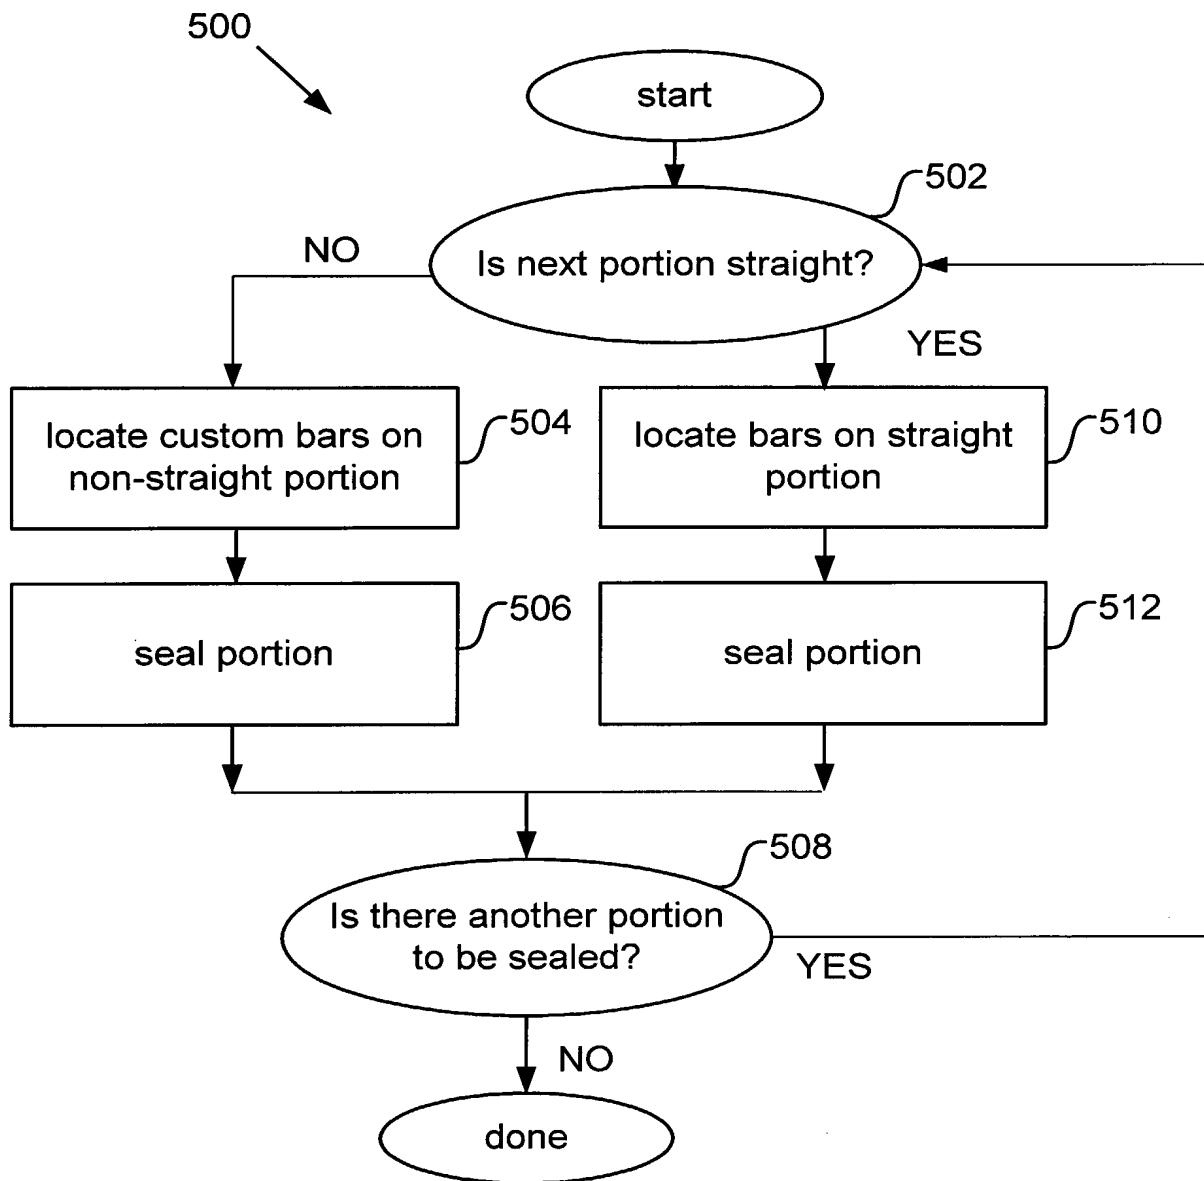 500
start
502
Is next portion straight?
NO
YES
locate custom bars on
non-straight portion
504
locate bars on straight
portion
510
seal portion
506
seal portion
512
508
Is there another portion
to be sealed?
YES
NO
done